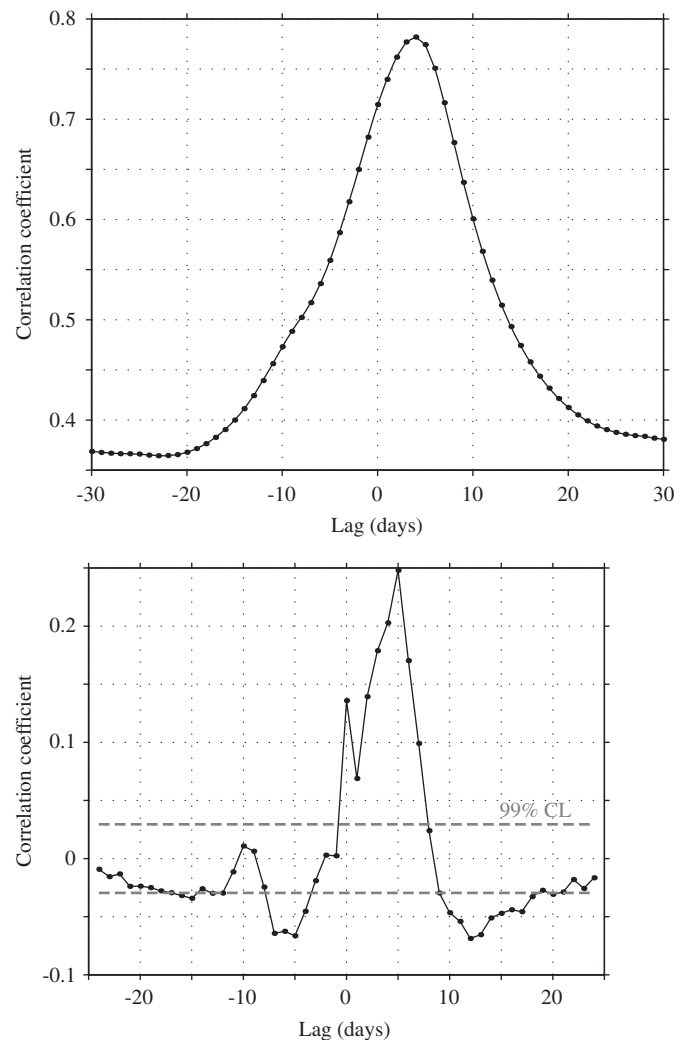 0.8
0.7
0.6
0.5
0.4
Correlation coefficient
-30 -20 -10 0 10 20 30
Lag (days)
0.2
0.1
0
-0.1
Correlation coefficient
99% CL
-20 -10 0 10 20
Lag (days)